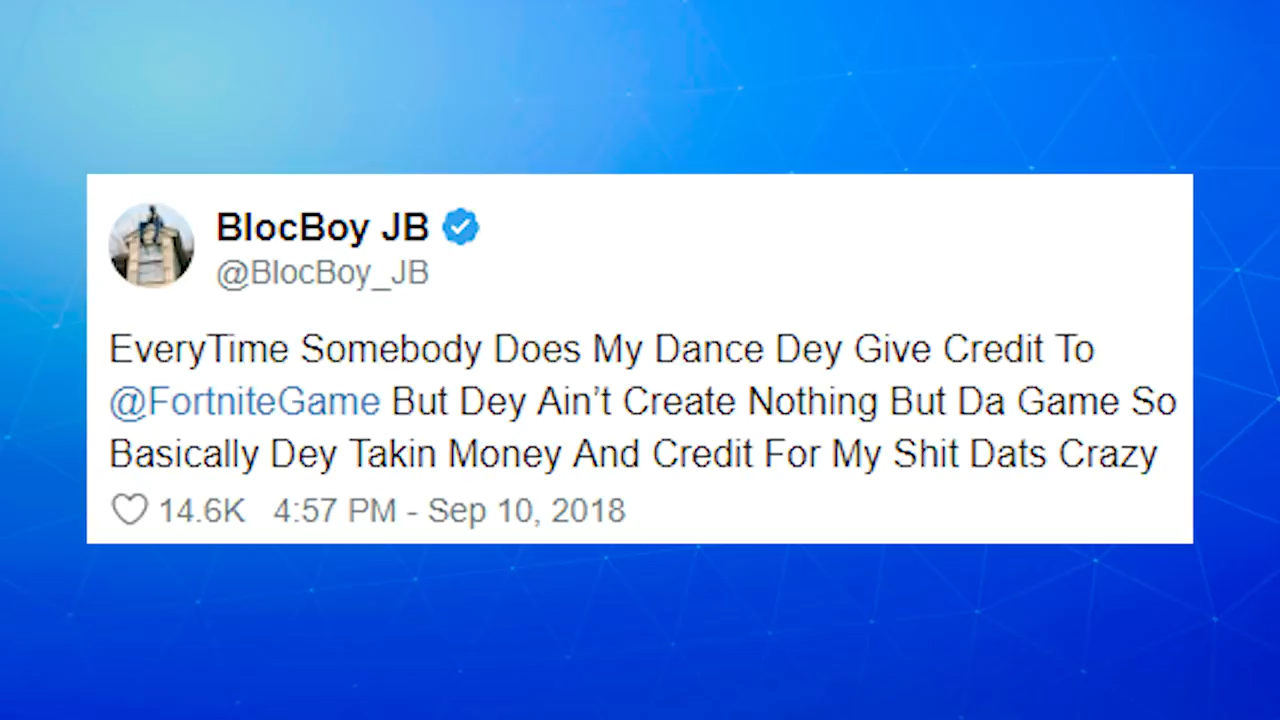 BlocBoy JB
@BlocBoy_JB
EveryTime Somebody Does My Dance Dey Give Credit To
@FortniteGame But Dey Ain’t Create Nothing But Da Game So
Basically Dey Takin Money And Credit For My Shit Dats Crazy
14.6K 4:57 PM - Sep 10, 2018